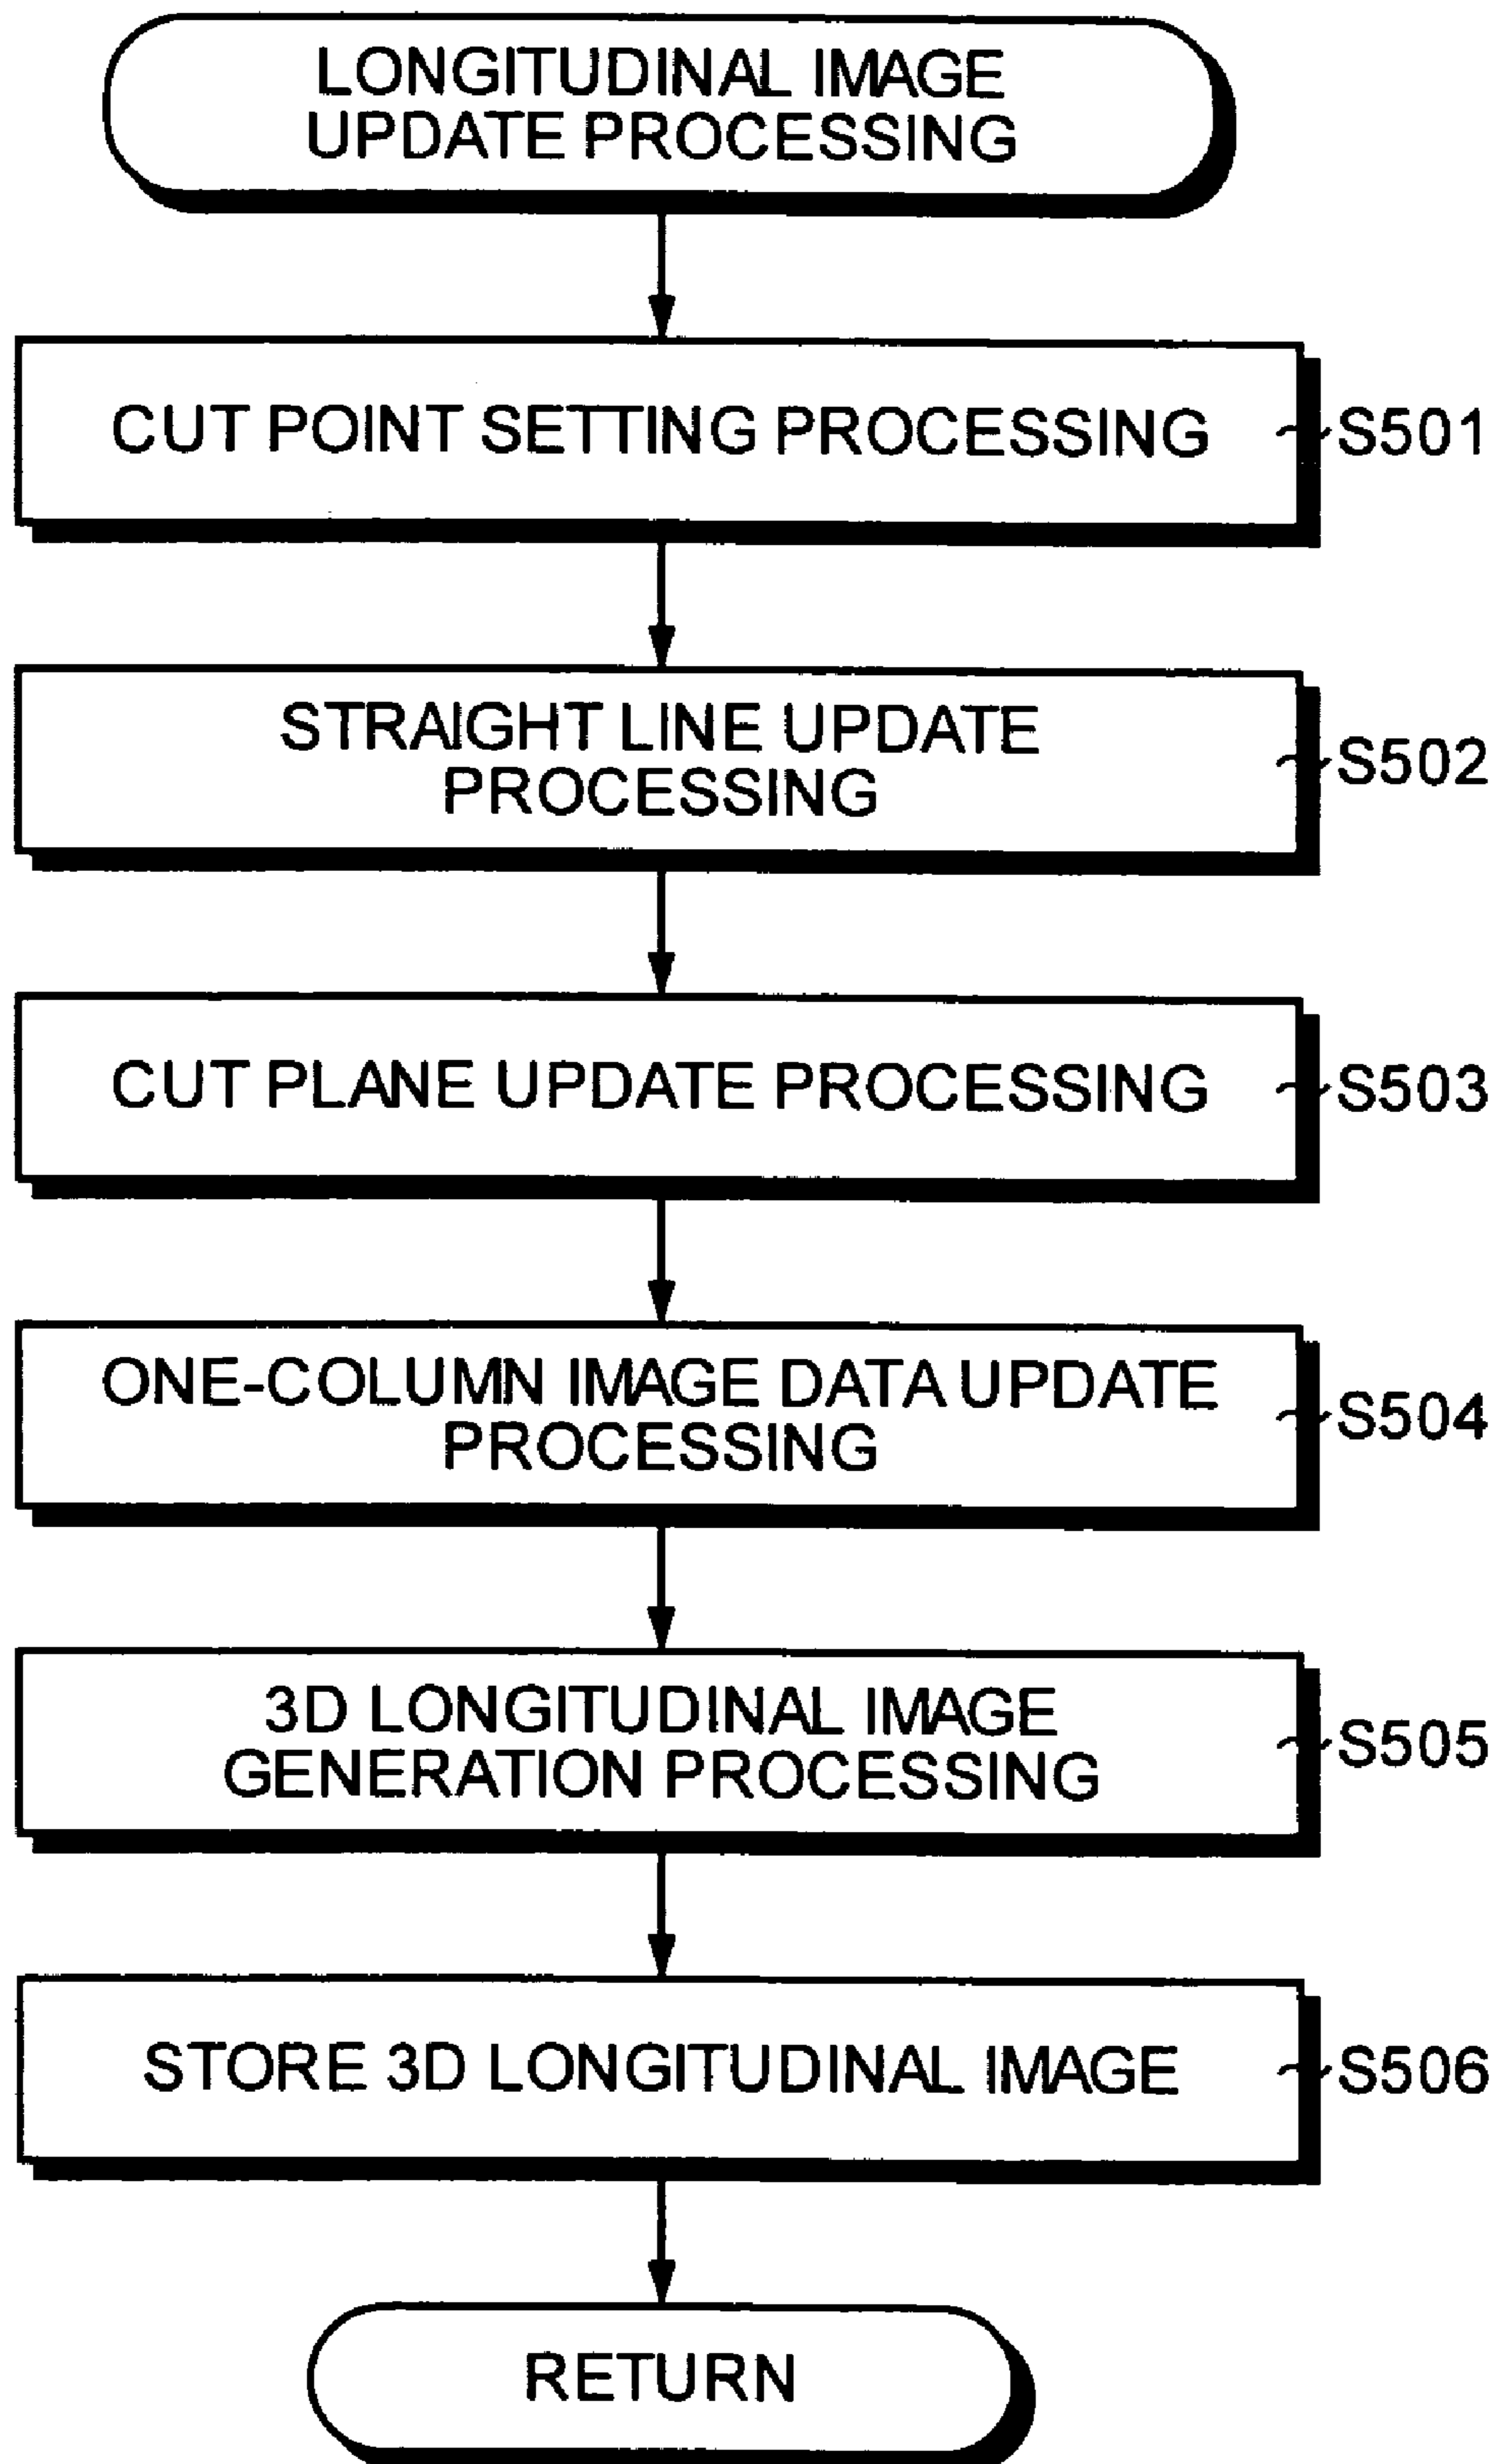 LONGITUDINAL IMAGE
UPDATE PROCESSING
CUT POINT SETTING PROCESSING
S501
STRAIGHT LINE UPDATE
PROCESSING
S502
CUT PLANE UPDATE PROCESSING
S503
ONE-COLUMN IMAGE DATA UPDATE
PROCESSING
S504
3D LONGITUDINAL IMAGE
GENERATION PROCESSING
S505
STORE 3D LONGITUDINAL IMAGE
S506
RETURN